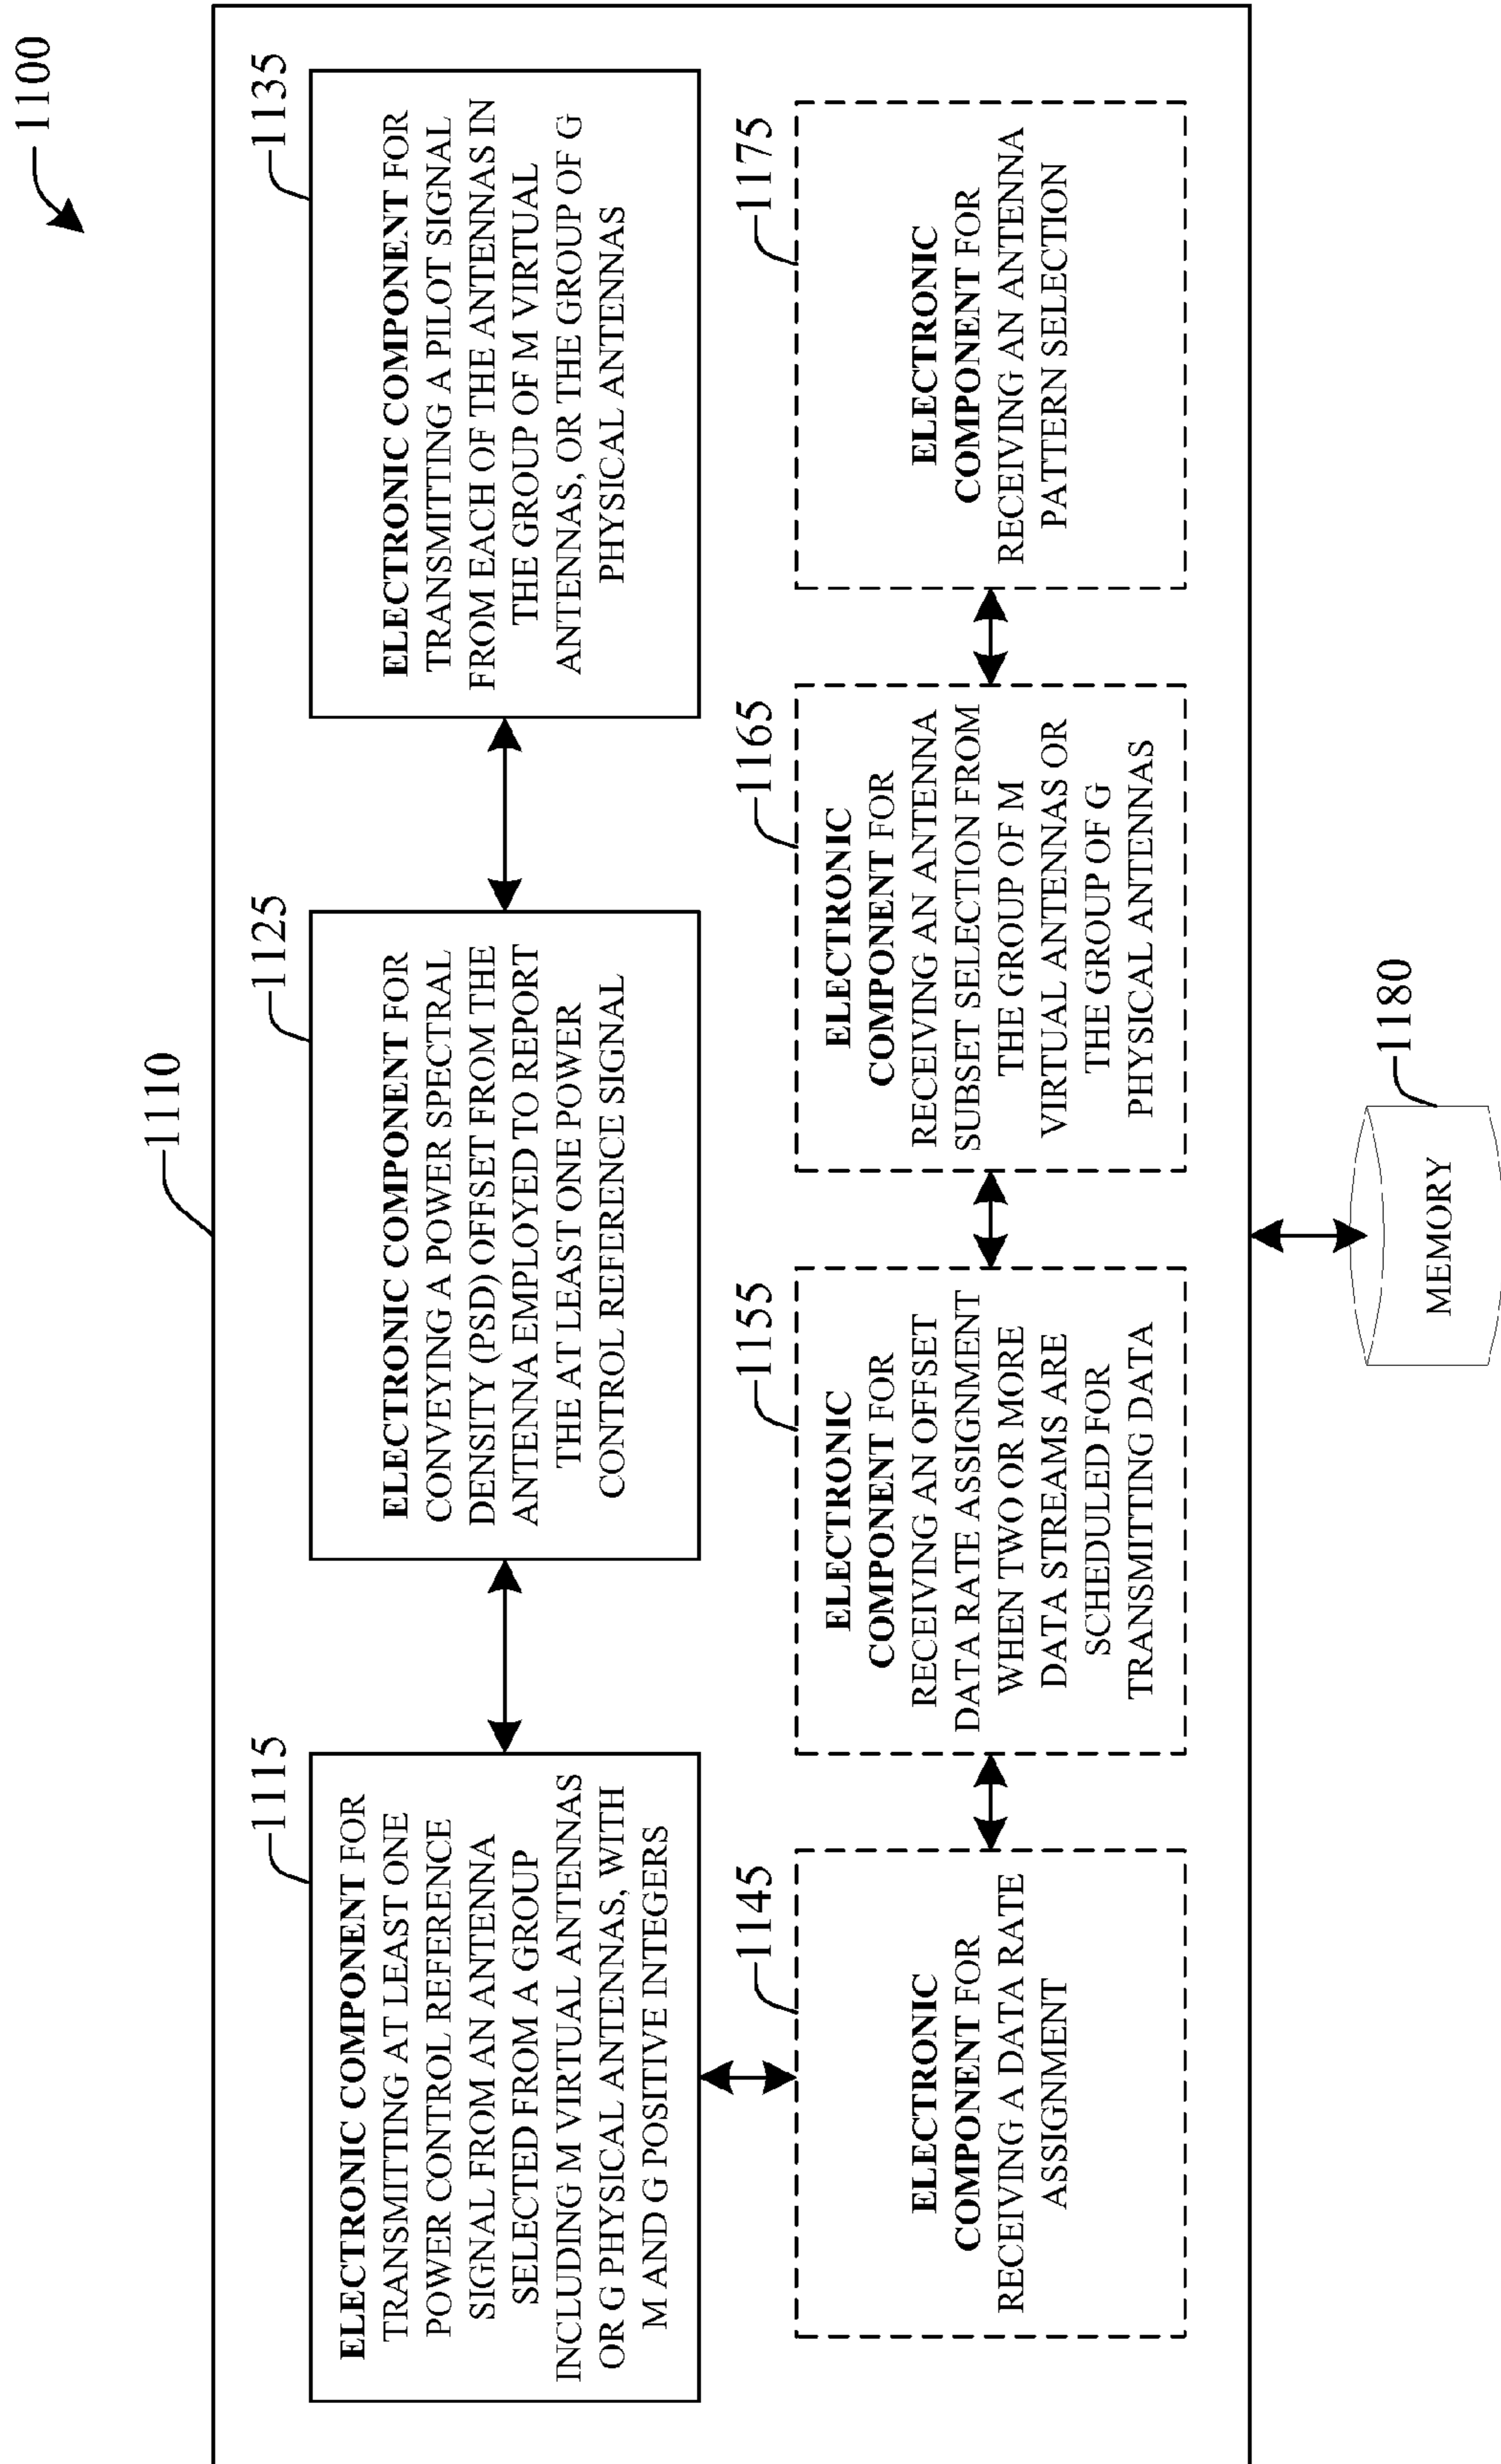 1100
1110
1115
ELECTRONIC COMPONENT FOR
TRANSMITTING AT LEAST ONE
POWER CONTROL REFERENCE
SIGNAL FROM AN ANTENNA
SELECTED FROM A GROUP
INCLUDING M VIRTUAL ANTENNAS
OR G PHYSICAL ANTENNAS, WITH
M AND G POSITIVE INTEGERS
1125
ELECTRONIC COMPONENT FOR
CONVEYING A POWER SPECTRAL
DENSITY (PSD) OFFSET FROM THE
ANTENNA EMPLOYED TO REPORT
THE AT LEAST ONE POWER
CONTROL REFERENCE SIGNAL
1135
ELECTRONIC COMPONENT FOR
TRANSMITTING A PILOT SIGNAL
FROM EACH OF THE ANTENNAS IN
THE GROUP OF M VIRTUAL
ANTENNAS, OR THE GROUP OF G
PHYSICAL ANTENNAS
1145
ELECTRONIC
COMPONENT FOR
RECEIVING A DATA RATE
ASSIGNMENT
1155
ELECTRONIC
COMPONENT FOR
RECEIVING AN OFFSET
DATA RATE ASSIGNMENT
WHEN TWO OR MORE
DATA STREAMS ARE
SCHEDULED FOR
TRANSMITTING DATA
1165
ELECTRONIC
COMPONENT FOR
RECEIVING AN ANTENNA
SUBSET SELECTION FROM
THE GROUP OF M
VIRTUAL ANTENNAS OR
THE GROUP OF G
PHYSICAL ANTENNAS
1175
ELECTRONIC
COMPONENT FOR
RECEIVING AN ANTENNA
PATTERN SELECTION
1180
MEMORY